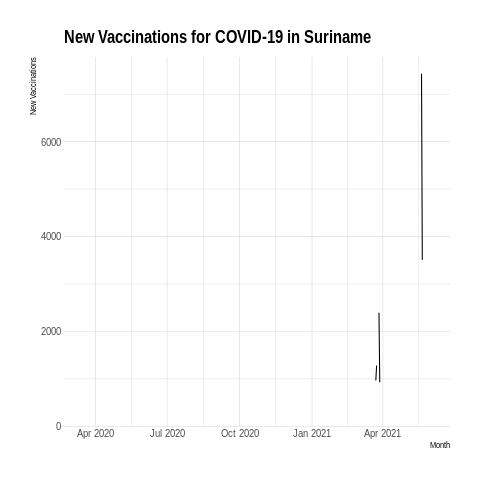 New Vaccinations for COVID-19 in Suriname
New Vaccinations
6000
4000
2000
0
Apr 2020 Jul 2020 Oct 2020 Jan 2021 Apr 2021
Month